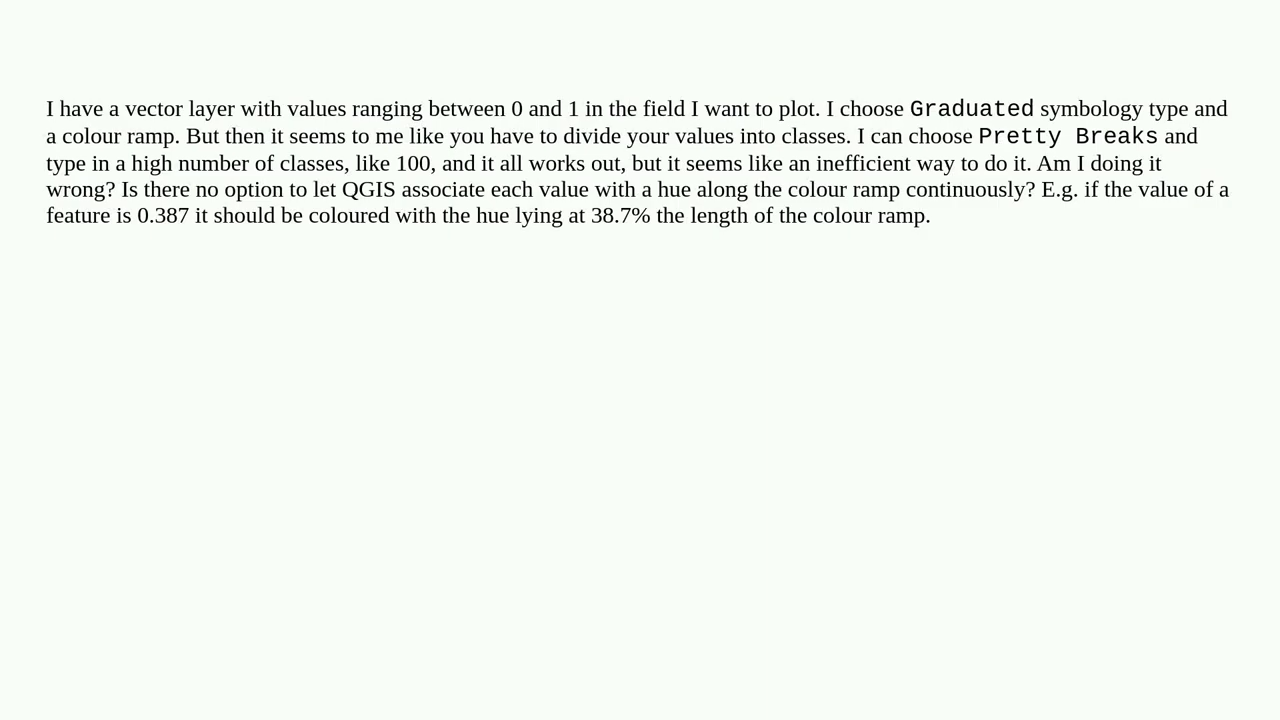 I have a vector layer with values ranging between 0 and 1 in the field I want to plot. I choose Graduated symbology type and
a colour ramp. But then it seems to me like you have to divide your values into classes. I can choose Pretty Breaks and
type in a high number of classes, like 100, and it all works out, but it seems like an inefficient way to do it. Am I doing it
wrong? Is there no option to let QGIS associate each value with a hue along the colour ramp continuously? E.g. if the value of a
feature is 0.387 it should be coloured with the hue lying at 38.7% the length of the colour ramp.